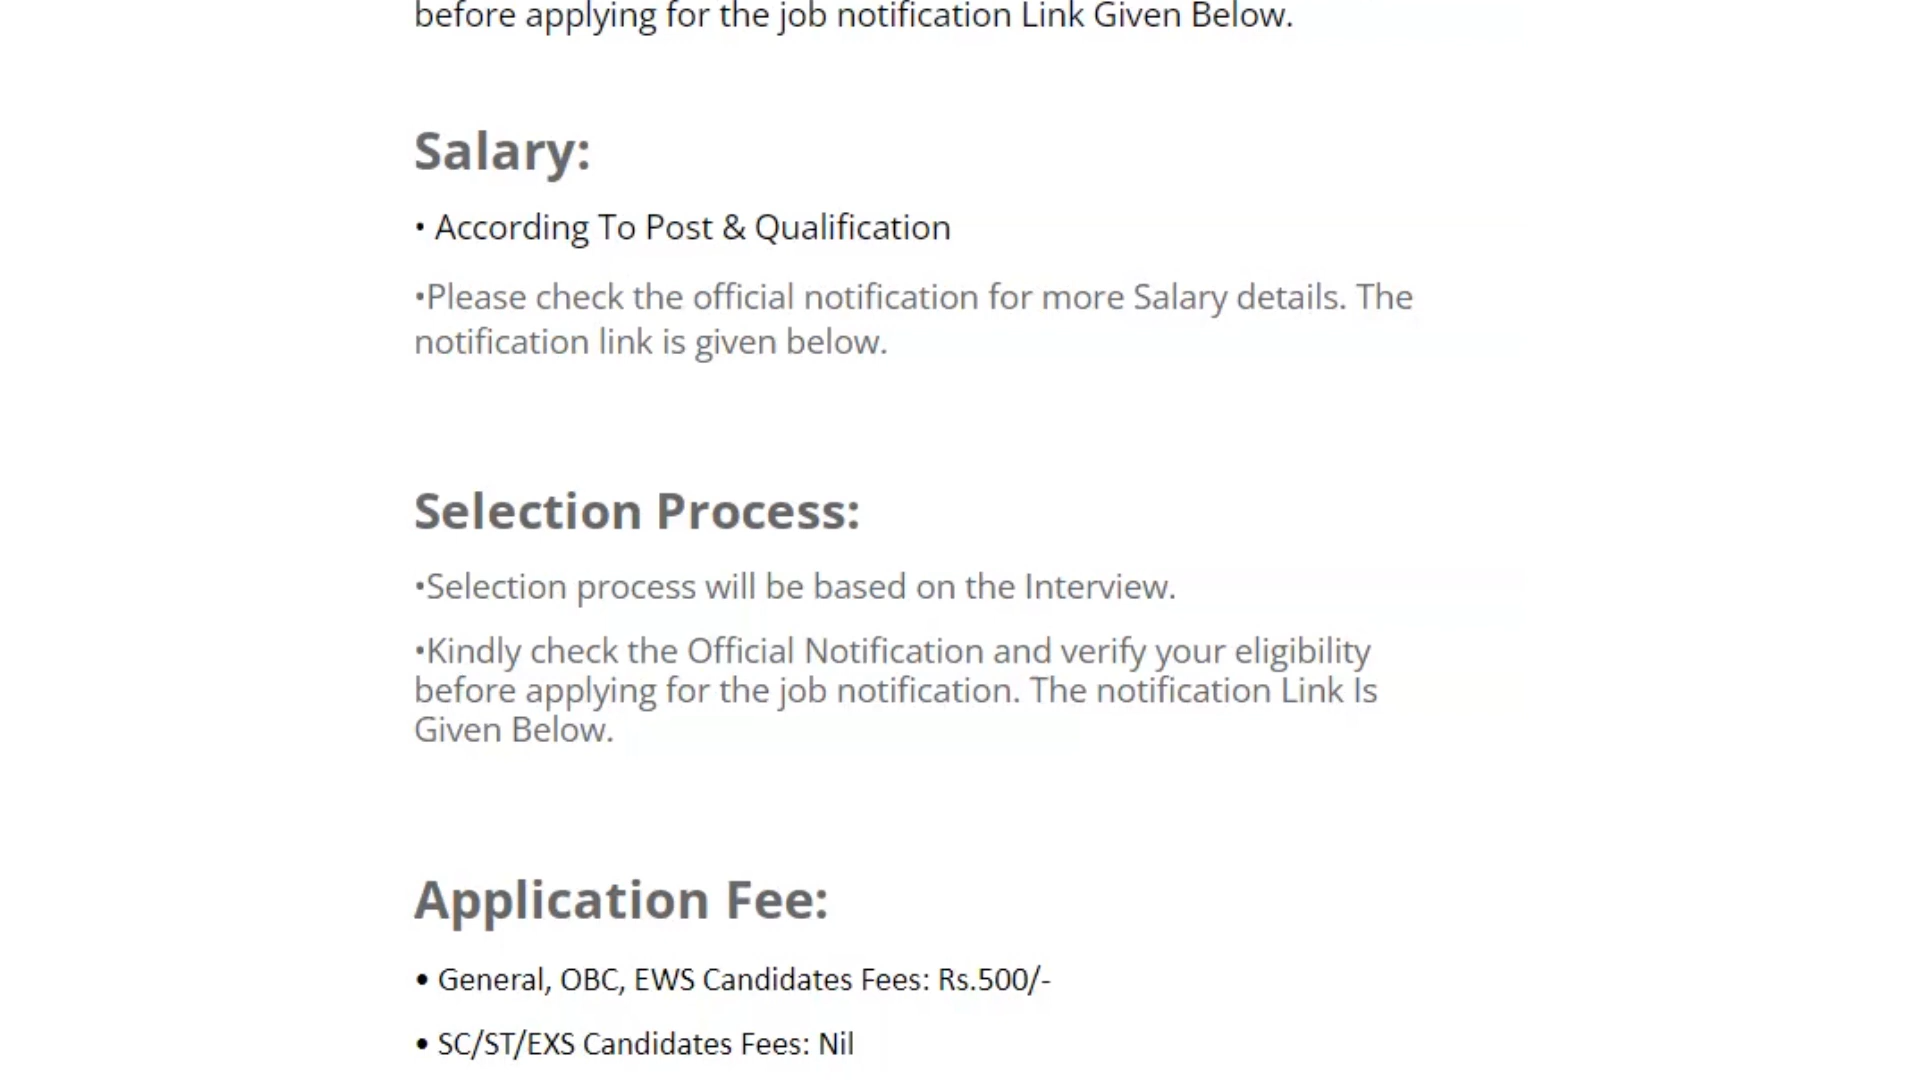 before applying for the job notification Link Given Below.
Salary:
• According To Post & Qualification
•Please check the official notification for more Salary details. The
notification link is given below.
Selection Process:
•Selection process will be based on the Interview.
•Kindly check the Official Notification and verify your eligibility
before applying for the job notification. The notification Link Is
Given Below.
Application Fee:
• General, OBC, EWS Candidates Fees: Rs.500/-
• SC/ST/EXS Candidates Fees: Nil